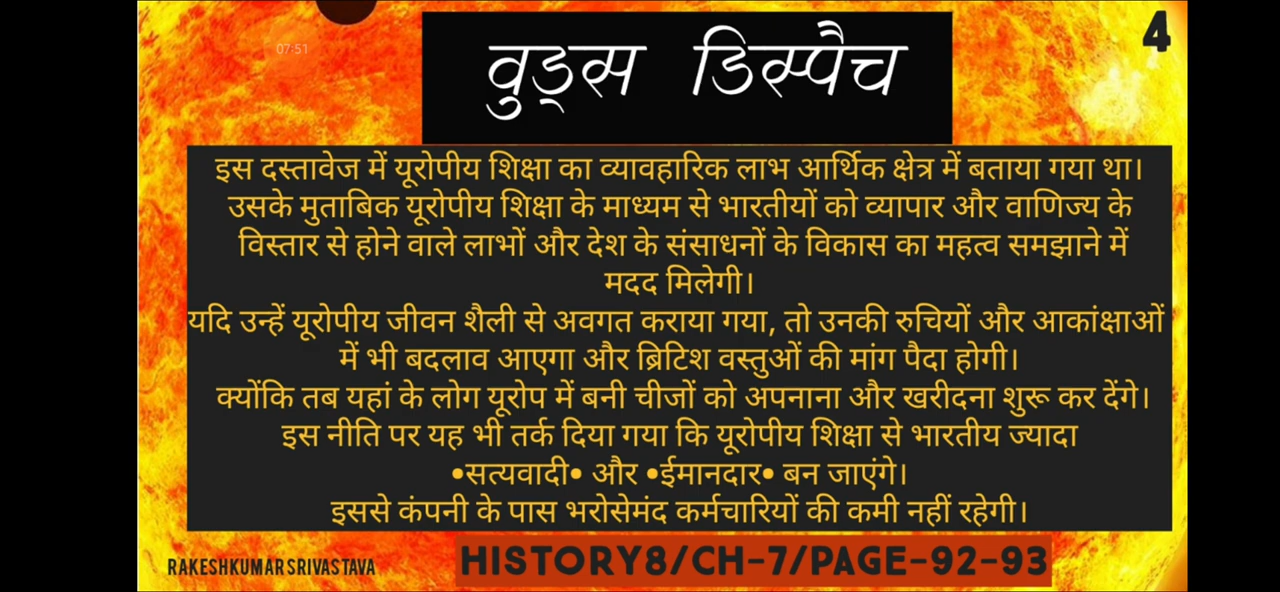 07:51
4
वुड्स डिस्पैच
इस दस्तावेज में यूरोपीय शिक्षा का व्यावहारिक लाभ आर्थिक क्षेत्र में बताया गया था।
उसके मुताबिक यूरोपीय शिक्षा के माध्यम से भारतीयों को व्यापार और वाणिज्य के
विस्तार से होने वाले लाभों और देश के संसाधनों के विकास का महत्व समझाने में
मदद मिलेगी।
यदि उन्हें यूरोपीय जीवन शैली से अवगत कराया गया, तो उनकी रुचियों और आकांक्षाओं
में भी बदलाव आएगा और ब्रिटिश वस्तुओं की मांग पैदा होगी।
क्योंकि तब यहां के लोग यूरोप में बनी चीजों को अपनाना और खरीदना शुरू कर देंगे।
इस नीति पर यह भी तर्क दिया गया कि यूरोपीय शिक्षा से भारतीय ज्यादा
•सत्यवादी• और •ईमानदार• बन जाएंगे।
इससे कंपनी के पास भरोसेमंद कर्मचारियों की कमी नहीं रहेगी।
RAKESHKUMARSRIVASTAVA
HISTORY8/CH-7/PAGE-92-93